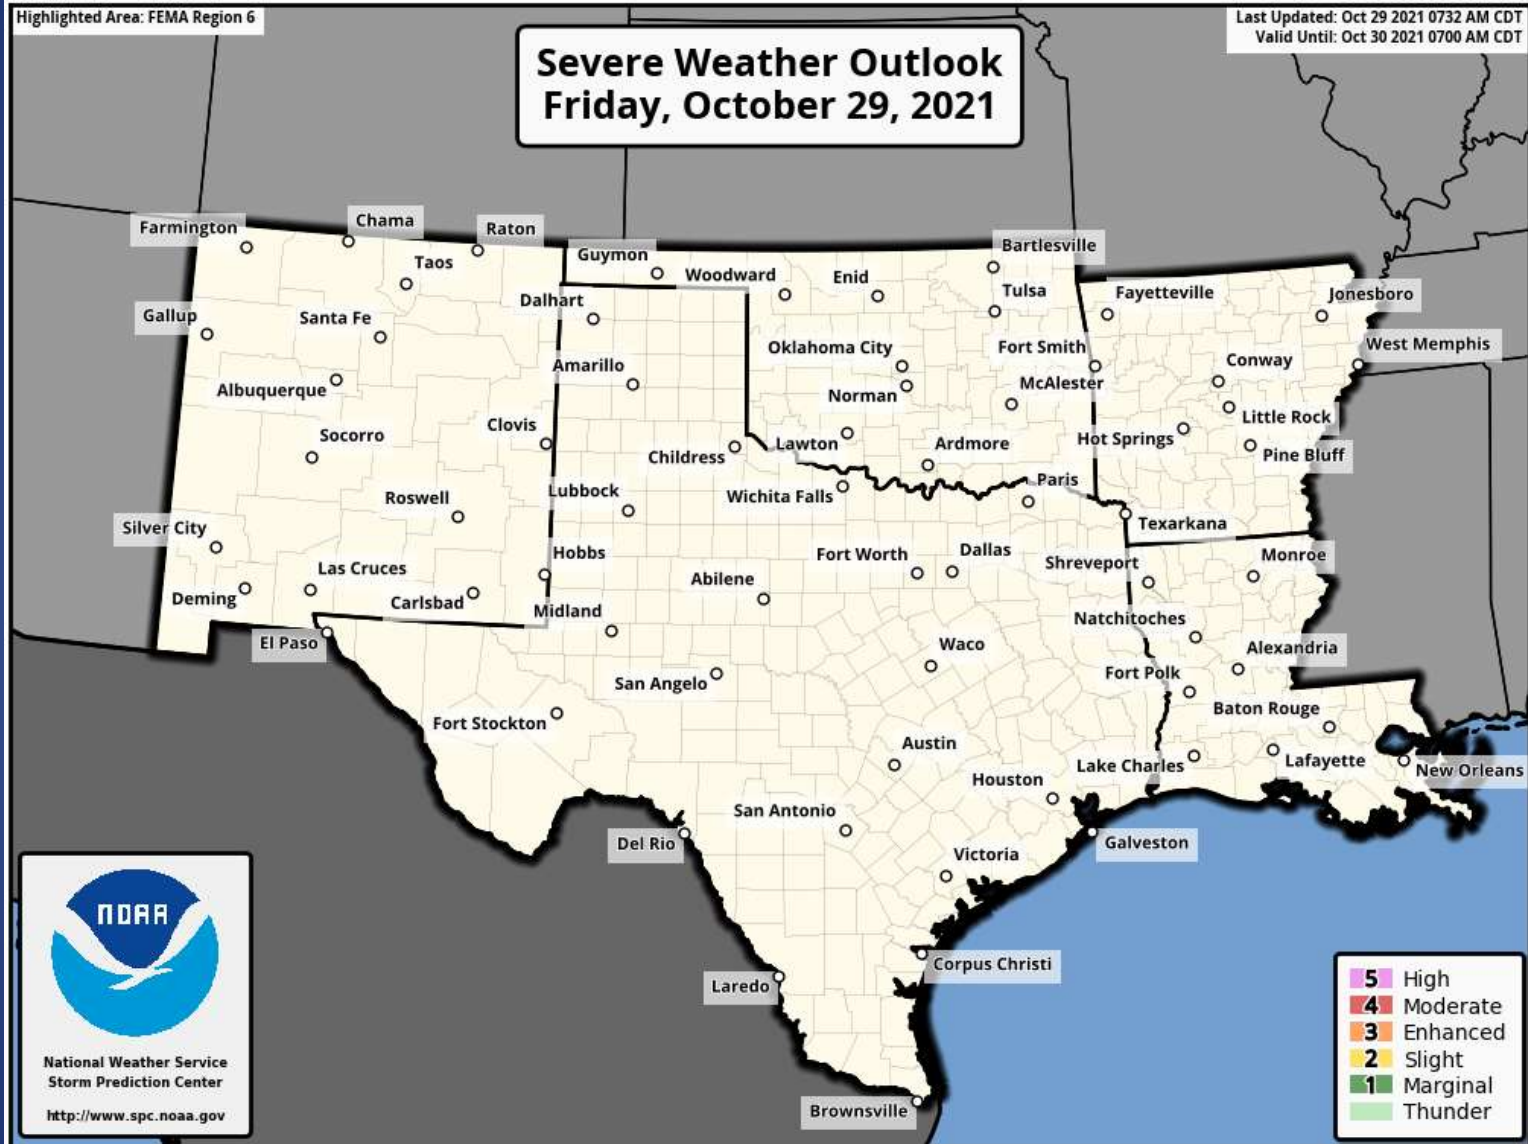 Highlighted Area: FEMA Region 6
Last Updated: Oct 29 2021 0732 AM CDT
Valid Until: Oct 30 2021 0700 AM CDT
Severe Weather Outlook
Friday, October 29, 2021
Farmington
Chama
Raton
Taos
Gallup
Santa Fe
Albuquerque
Socorro
Clovis
Roswell
Silver City
Las Cruces
Deming
Carlsbad
Hobbs
Guymon
Woodward
Enid
Bartlesville
Tulsa
Oklahoma City
Norman
McAlester
Lawton
Ardmore
Fayetteville
Jonesboro
West Memphis
Fort Smith
Conway
Little Rock
Hot Springs
Pine Bluff
Texarkana
Dalhart
Amarillo
Childress
Lubbock
Wichita Falls
Paris
Fort Worth
Dallas
Abilene
Midland
El Paso
San Angelo
Waco
Fort Stockton
Austin
Houston
San Antonio
Del Rio
Galveston
Victoria
Corpus Christi
Laredo
Brownsville
Shreveport
Monroe
Natchitoches
Alexandria
Fort Polk
Baton Rouge
Lake Charles
Lafayette
New Orleans
NOAA
National Weather Service
Storm Prediction Center
http://www.spc.noaa.gov
5 High
4 Moderate
3 Enhanced
2 Slight
1 Marginal
Thunder